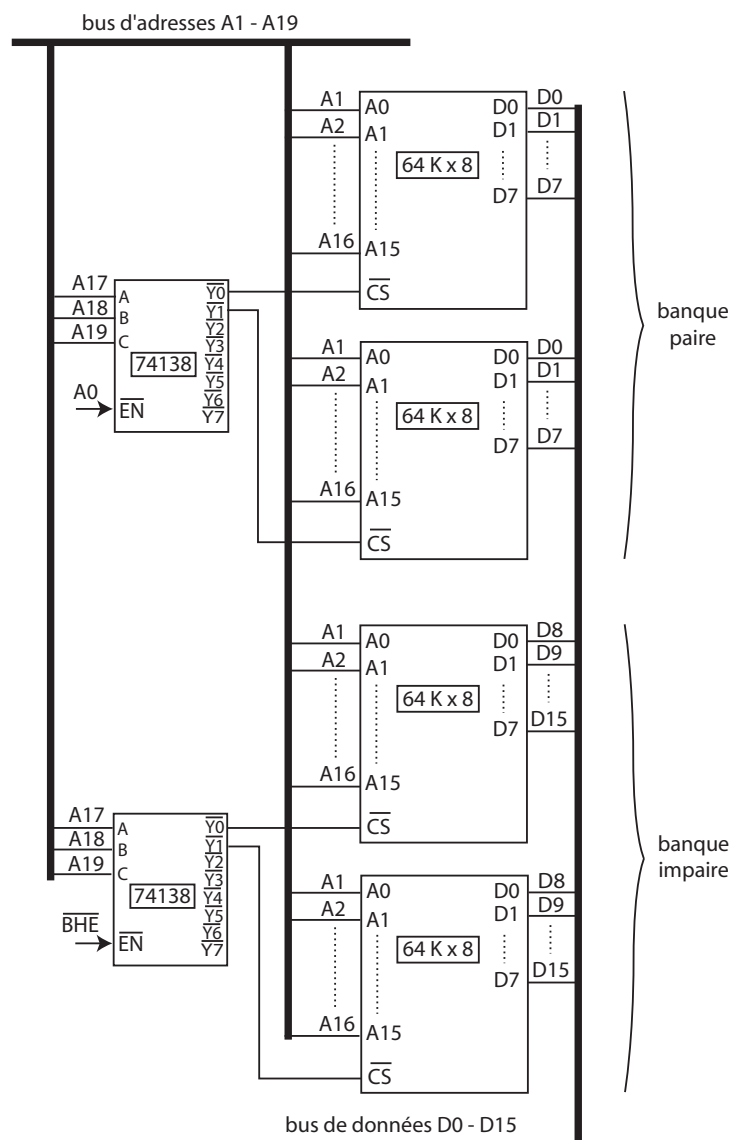 bus d'adresses A1 - A19
A1
A2
A16
A0
A1
A15
CS
64 K x 8
D0
D1
D7
D0
D1
D7
A17
A18
A19
A0
A
B
C
EN
74138
Y0
Y1
Y2
Y3
Y4
Y5
Y6
Y7
A1
A2
A16
A0
A1
A15
CS
64 K x 8
D0
D1
D7
D0
D1
D7
banque
paire
A1
A2
A16
A0
A1
A15
CS
64 K x 8
D0
D1
D7
D8
D9
D15
A17
A18
A19
BHE
A
B
C
EN
74138
Y0
Y1
Y2
Y3
Y4
Y5
Y6
Y7
A1
A2
A16
A0
A1
A15
CS
64 K x 8
D0
D1
D7
D8
D9
D15
banque
impaire
bus de données D0 - D15